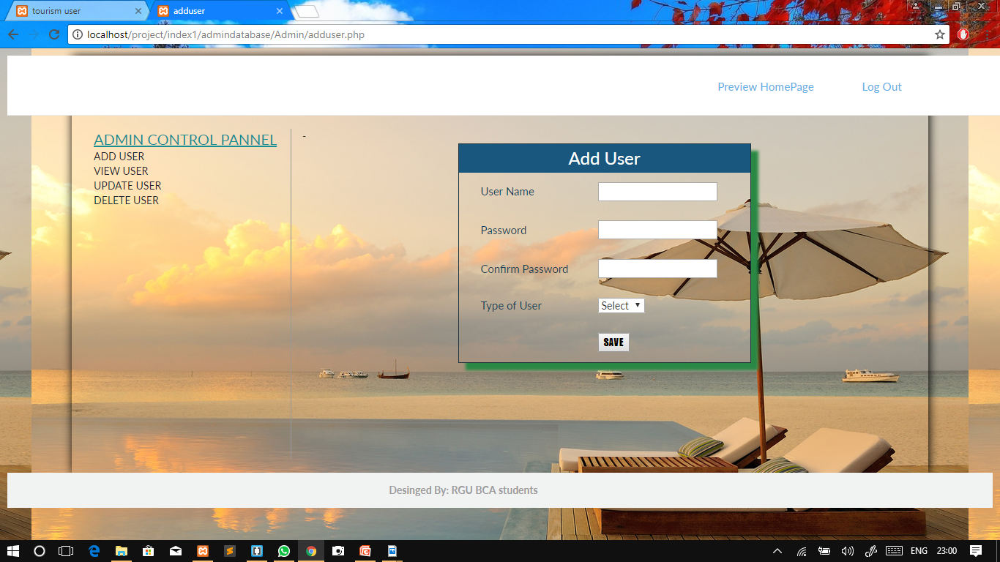 tourism user
adduser
localhost/project/index1/admindatabase/Admin/adduser.php
Preview HomePage Log Out
ADMIN CONTROL PANNEL
-
ADD USER
VIEW USER
UPDATE USER
DELETE USER
Add User
User Name
Password
Confirm Password
Type of User Select
SAVE
Desinged By: RGU BCA students
ENG 23:00